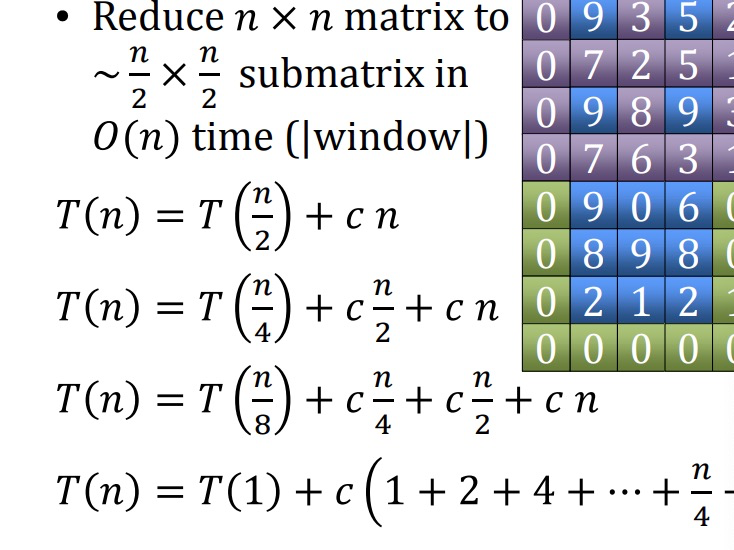 • Reduce n × n matrix to
~ n/2 × n/2 submatrix in
O(n) time (|window|)
T(n) = T(n/2) + c n
T(n) = T(n/4) + c n/2 + c n
T(n) = T(n/8) + c n/4 + c n/2 + c n
T(n) = T(1) + c (1 + 2 + 4 + ⋯ + n/4
0 9 3 5
0 7 2 5
0 9 8 9
0 7 6 3
0 9 0 6
0 8 9 8
0 2 1 2
0 0 0 0